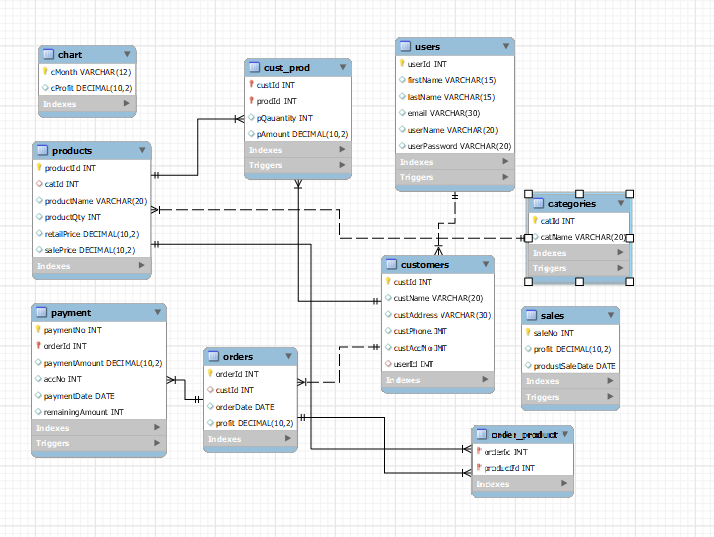 chart
cMonth VARCHAR(12)
cProfit DECIMAL(10,2)
Indexes
cust_prod
custId INT
prodId INT
pQauantity INT
pAmount DECIMAL(10,2)
Indexes
Triggers
users
userId INT
firstName VARCHAR(15)
lastName VARCHAR(15)
email VARCHAR(30)
userName VARCHAR(20)
userPassword VARCHAR(20)
Indexes
Triggers
products
productId INT
catId INT
productName VARCHAR(20)
productQty INT
retailPrice DECIMAL(10,2)
salePrice DECIMAL(10,2)
Indexes
categories
catId INT
catName VARCHAR(20)
Indexes
Triggers
customers
custId INT
custName VARCHAR(20)
custAddress VARCHAR(30)
custPhone INT
custAccNo INT
userId INT
Indexes
payment
paymentNo INT
orderId INT
paymentAmount DECIMAL(10,2)
accNo INT
paymentDate DATE
remainingAmount INT
Indexes
Triggers
orders
orderId INT
custId INT
orderDate DATE
profit DECIMAL(10,2)
Indexes
sales
saleNo INT
profit DECIMAL(10,2)
produstSaleDate DATE
Indexes
Triggers
order_product
orderId INT
productId INT
Indexes